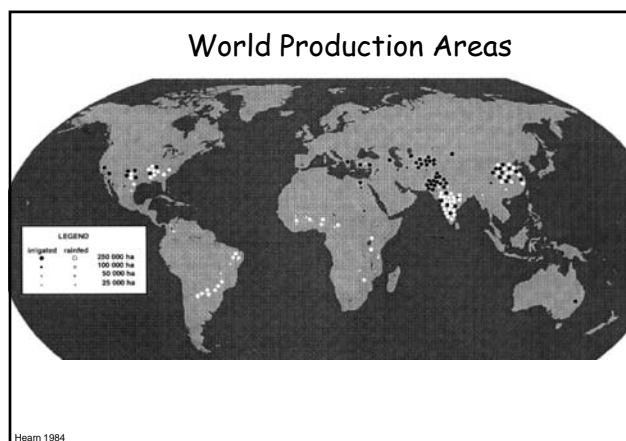 World Production Areas
LEGEND
irrigated rainfed
250 000 ha
100 000 ha
50 000 ha
25 000 ha
Hearn 1984